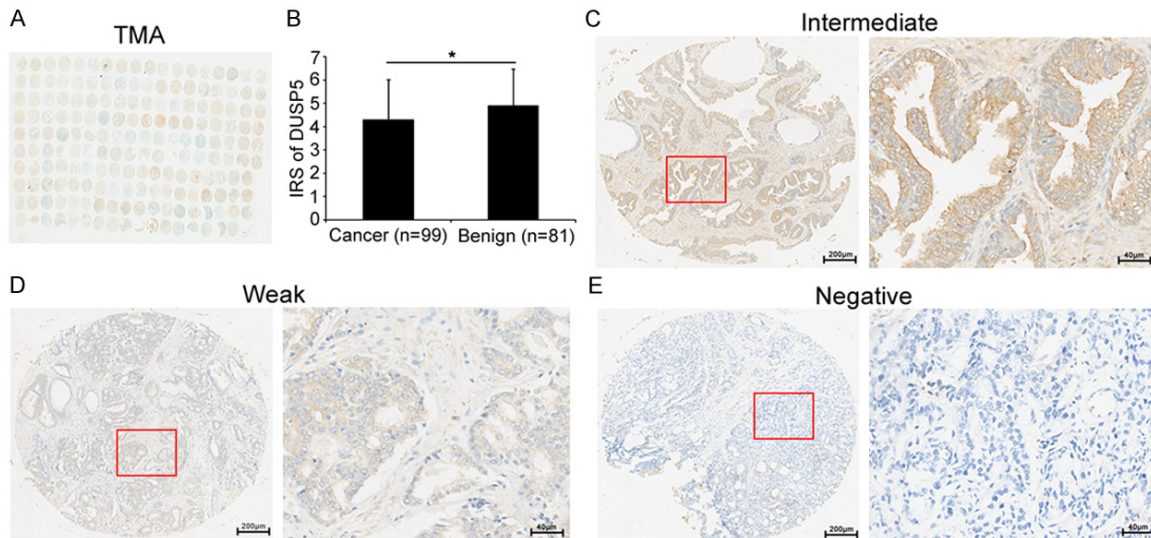 A
TMA
B
*
IRS of DUSP5
7
6
5
4
3
2
1
0
Cancer (n=99) Benign (n=81)
C
Intermediate
200μm
40μm
D
Weak
200μm
40μm
E
Negative
200μm
40μm